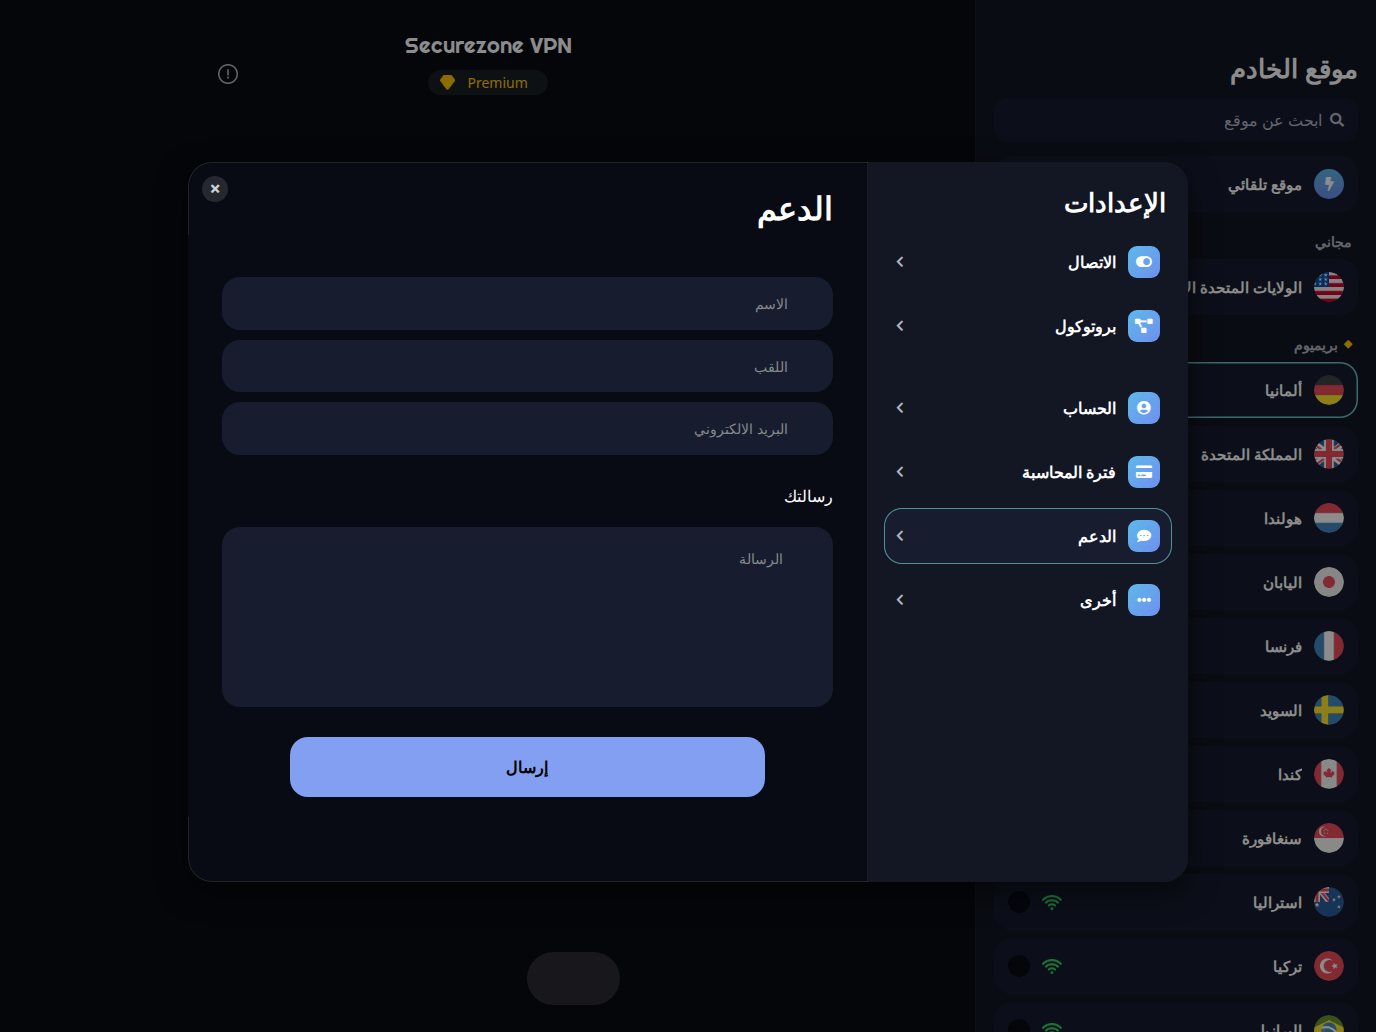 Securezone VPN
Premium
موقع الخادم
ابحث عن موقع
موقع تلقائي
مجاني
الولايات المتحدة
بريميوم
ألمانيا
المملكة المتحدة
هولندا
اليابان
فرنسا
السويد
كندا
سنغافورة
استراليا
تركيا
الإعدادات
الاتصال
بروتوكول
الحساب
فترة المحاسبة
الدعم
أخرى
الدعم
الاسم
اللقب
البريد الالكتروني
رسالتك
الرسالة
إرسال